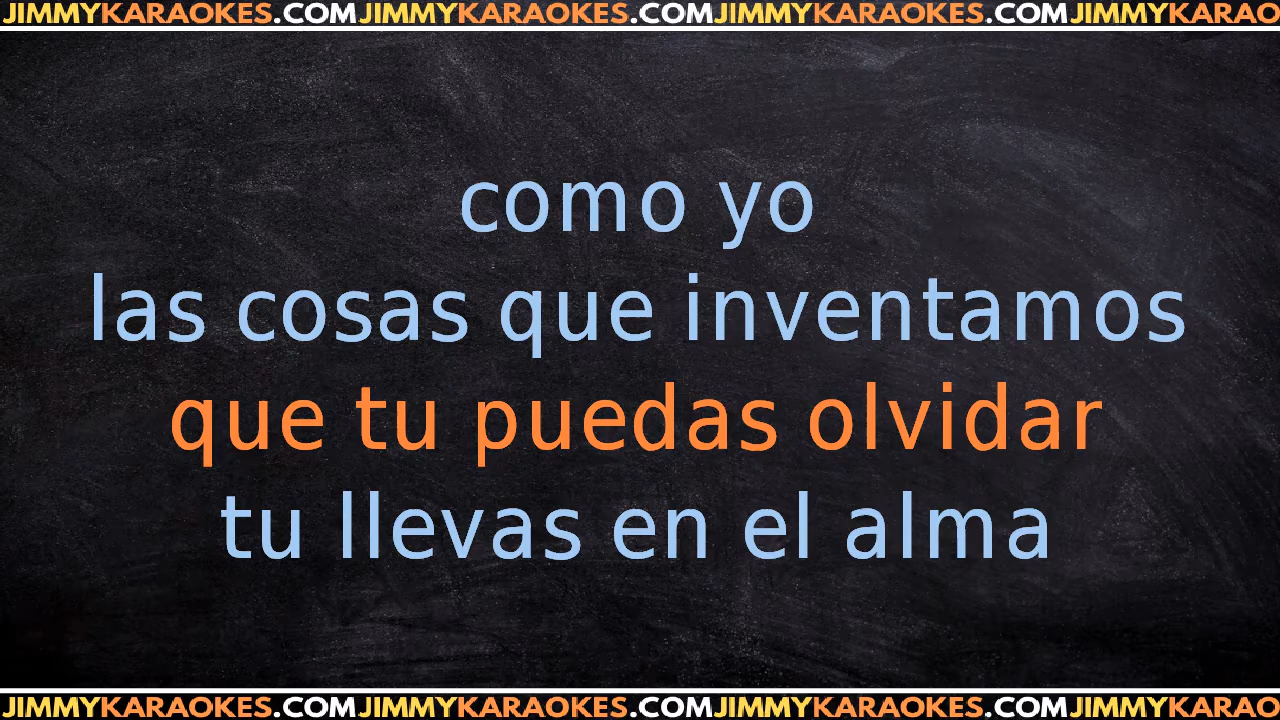 JIMMYKARAOKES.COMJIMMYKARAOKES.COMJIMMYKARAOKES.COMJIMMYKARAO
como yo
las cosas que inventamos
que tu puedas olvidar
tu llevas en el alma
JIMMYKARAOKES.COMJIMMYKARAOKES.COMJIMMYKARAOKES.COMJIMMYKARAO